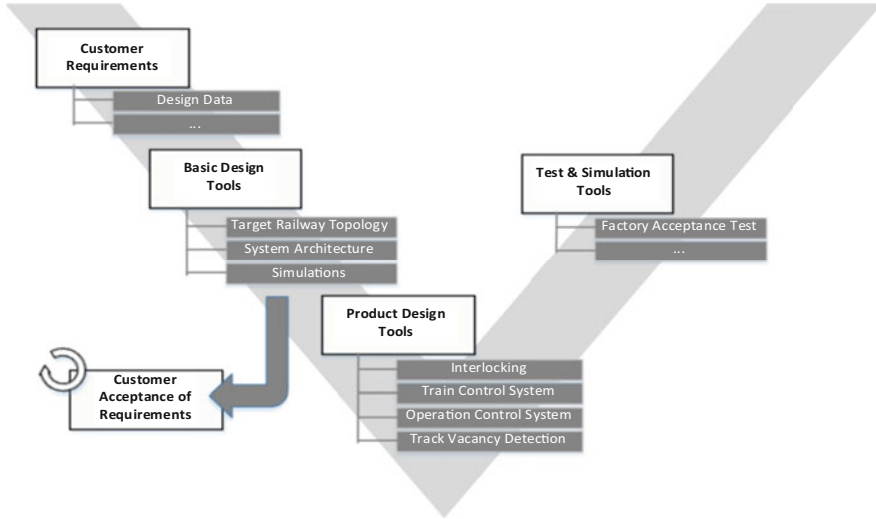 Customer
Requirements
Design Data
...
Basic Design
Tools
Target Railway Topology
System Architecture
Simulations
Test & Simulation
Tools
Factory Acceptance Test
...
Product Design
Tools
Interlocking
Train Control System
Operation Control System
Track Vacancy Detection
Customer
Acceptance of
Requirements